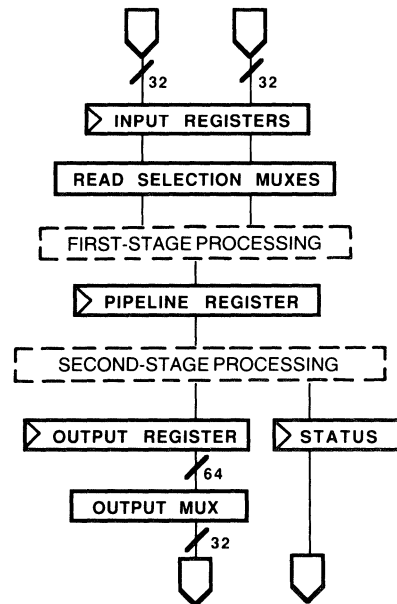 32 32
INPUT REGISTERS
READ SELECTION MUXES
FIRST-STAGE PROCESSING
PIPELINE REGISTER
SECOND-STAGE PROCESSING
OUTPUT REGISTER STATUS
64
OUTPUT MUX
32